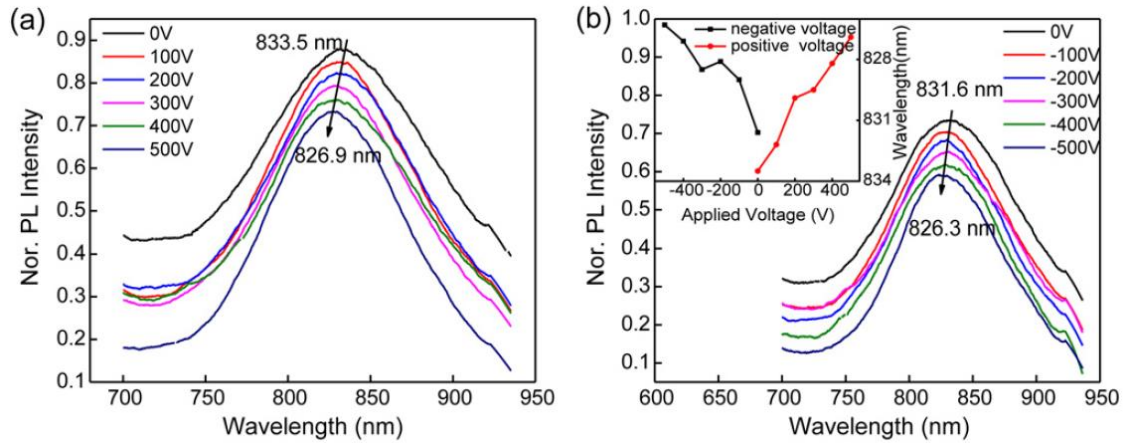 (a)
0V
100V
200V
300V
400V
500V
833.5 nm
826.9 nm
0.9
0.8
0.7
0.6
0.5
0.4
0.3
0.2
0.1
Nor. PL Intensity
700 750 800 850 900 950
Wavelength (nm)
(b)
negative voltage
positive voltage
828
831
834
Wavelength(nm)
-400 -200 0 200 400
Applied Voltage (V)
0V
-100V
-200V
-300V
-400V
-500V
831.6 nm
826.3 nm
1.0
0.9
0.8
0.7
0.6
0.5
0.4
0.3
0.2
0.1
Nor. PL Intensity
600 650 700 750 800 850 900 950
Wavelength (nm)